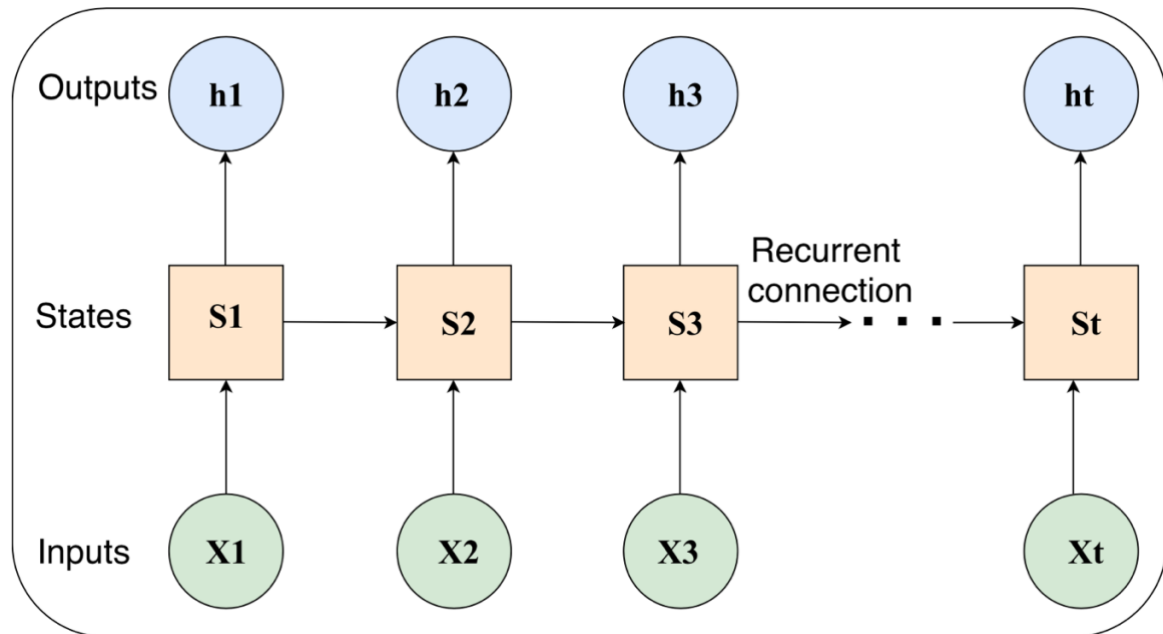 Outputs h1 h2 h3 ht
Recurrent
connection
States S1 S2 S3 . . . St
Inputs X1 X2 X3 Xt